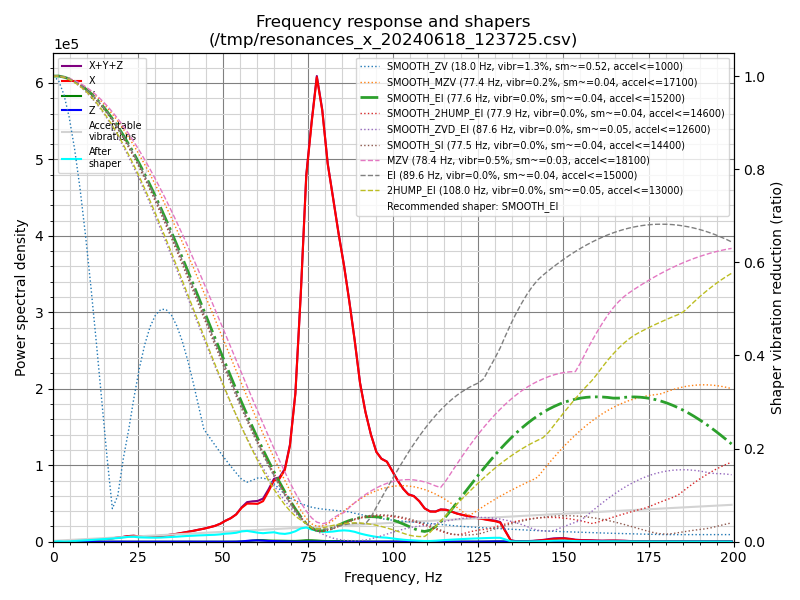 Frequency response and shapers
(/tmp/resonances_x_20240618_123725.csv)
1e5
X+Y+Z
X
Y
Z
Acceptable
vibrations
After
shaper
SMOOTH_ZV (18.0 Hz, vibr=1.3%, sm~=0.52, accel<=1000)
SMOOTH_MZV (77.4 Hz, vibr=0.2%, sm~=0.04, accel<=17100)
SMOOTH_EI (77.6 Hz, vibr=0.0%, sm~=0.04, accel<=15200)
SMOOTH_2HUMP_EI (77.9 Hz, vibr=0.0%, sm~=0.04, accel<=14600)
SMOOTH_ZVD_EI (87.6 Hz, vibr=0.0%, sm~=0.05, accel<=12600)
SMOOTH_SI (77.5 Hz, vibr=0.0%, sm~=0.04, accel<=14400)
MZV (78.4 Hz, vibr=0.5%, sm~=0.03, accel<=18100)
EI (89.6 Hz, vibr=0.0%, sm~=0.04, accel<=15000)
2HUMP_EI (108.0 Hz, vibr=0.0%, sm~=0.05, accel<=13000)
Recommended shaper: SMOOTH_EI
Power spectral density
6
5
4
3
2
1
0
1.0
0.8
0.6
0.4
0.2
0.0
Shaper vibration reduction (ratio)
0 25 50 75 100 125 150 175 200
Frequency, Hz